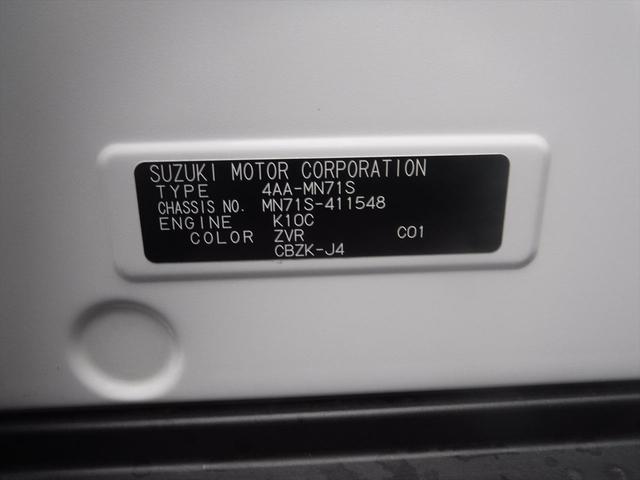 SUZUKI MOTOR CORPORATION
TYPE 4AA-MN71S
CHASSIS NO. MN71S-411548
ENGINE K10C
COLOR ZVR C01
CBZK-J4